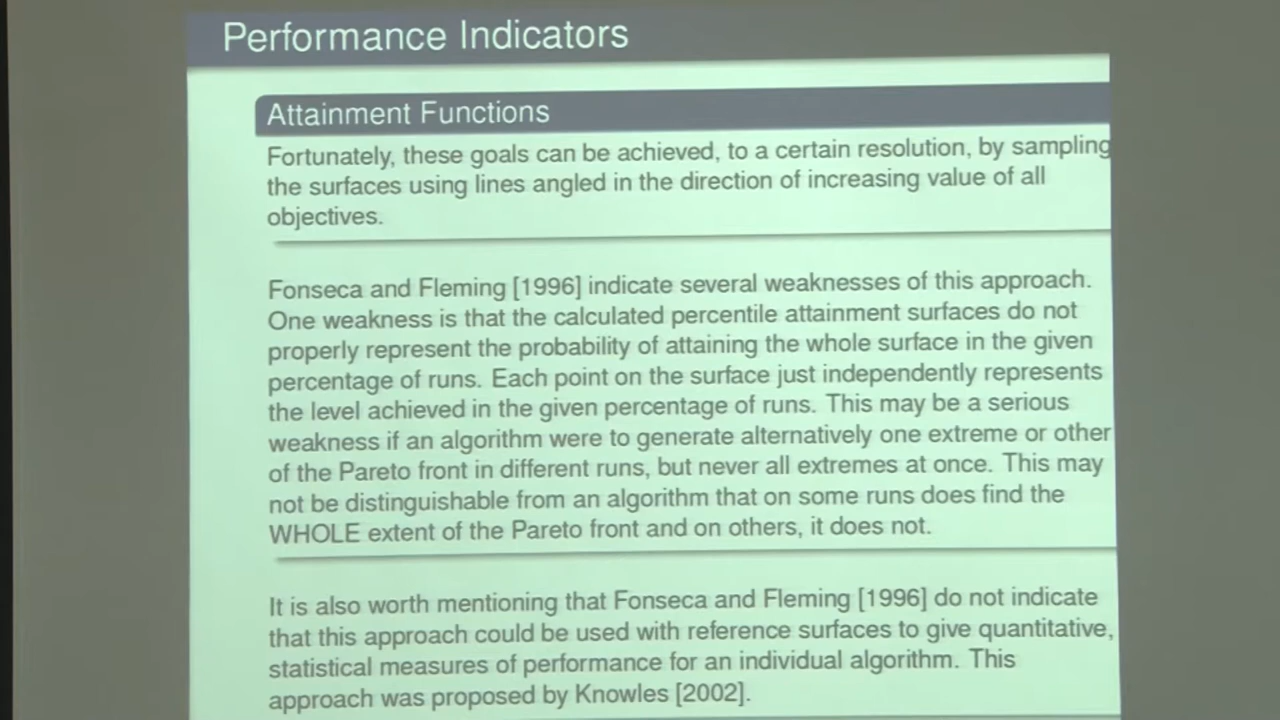 Performance Indicators
Attainment Functions
Fortunately, these goals can be achieved, to a certain resolution, by sampling
the surfaces using lines angled in the direction of increasing value of all
objectives.
Fonseca and Fleming [1996] indicate several weaknesses of this approach.
One weakness is that the calculated percentile attainment surfaces do not
properly represent the probability of attaining the whole surface in the given
percentage of runs. Each point on the surface just independently represents
the level achieved in the given percentage of runs. This may be a serious
weakness if an algorithm were to generate alternatively one extreme or other
of the Pareto front in different runs, but never all extremes at once. This may
not be distinguishable from an algorithm that on some runs does find the
WHOLE extent of the Pareto front and on others, it does not.
It is also worth mentioning that Fonseca and Fleming [1996] do not indicate
that this approach could be used with reference surfaces to give quantitative,
statistical measures of performance for an individual algorithm. This
approach was proposed by Knowles [2002].